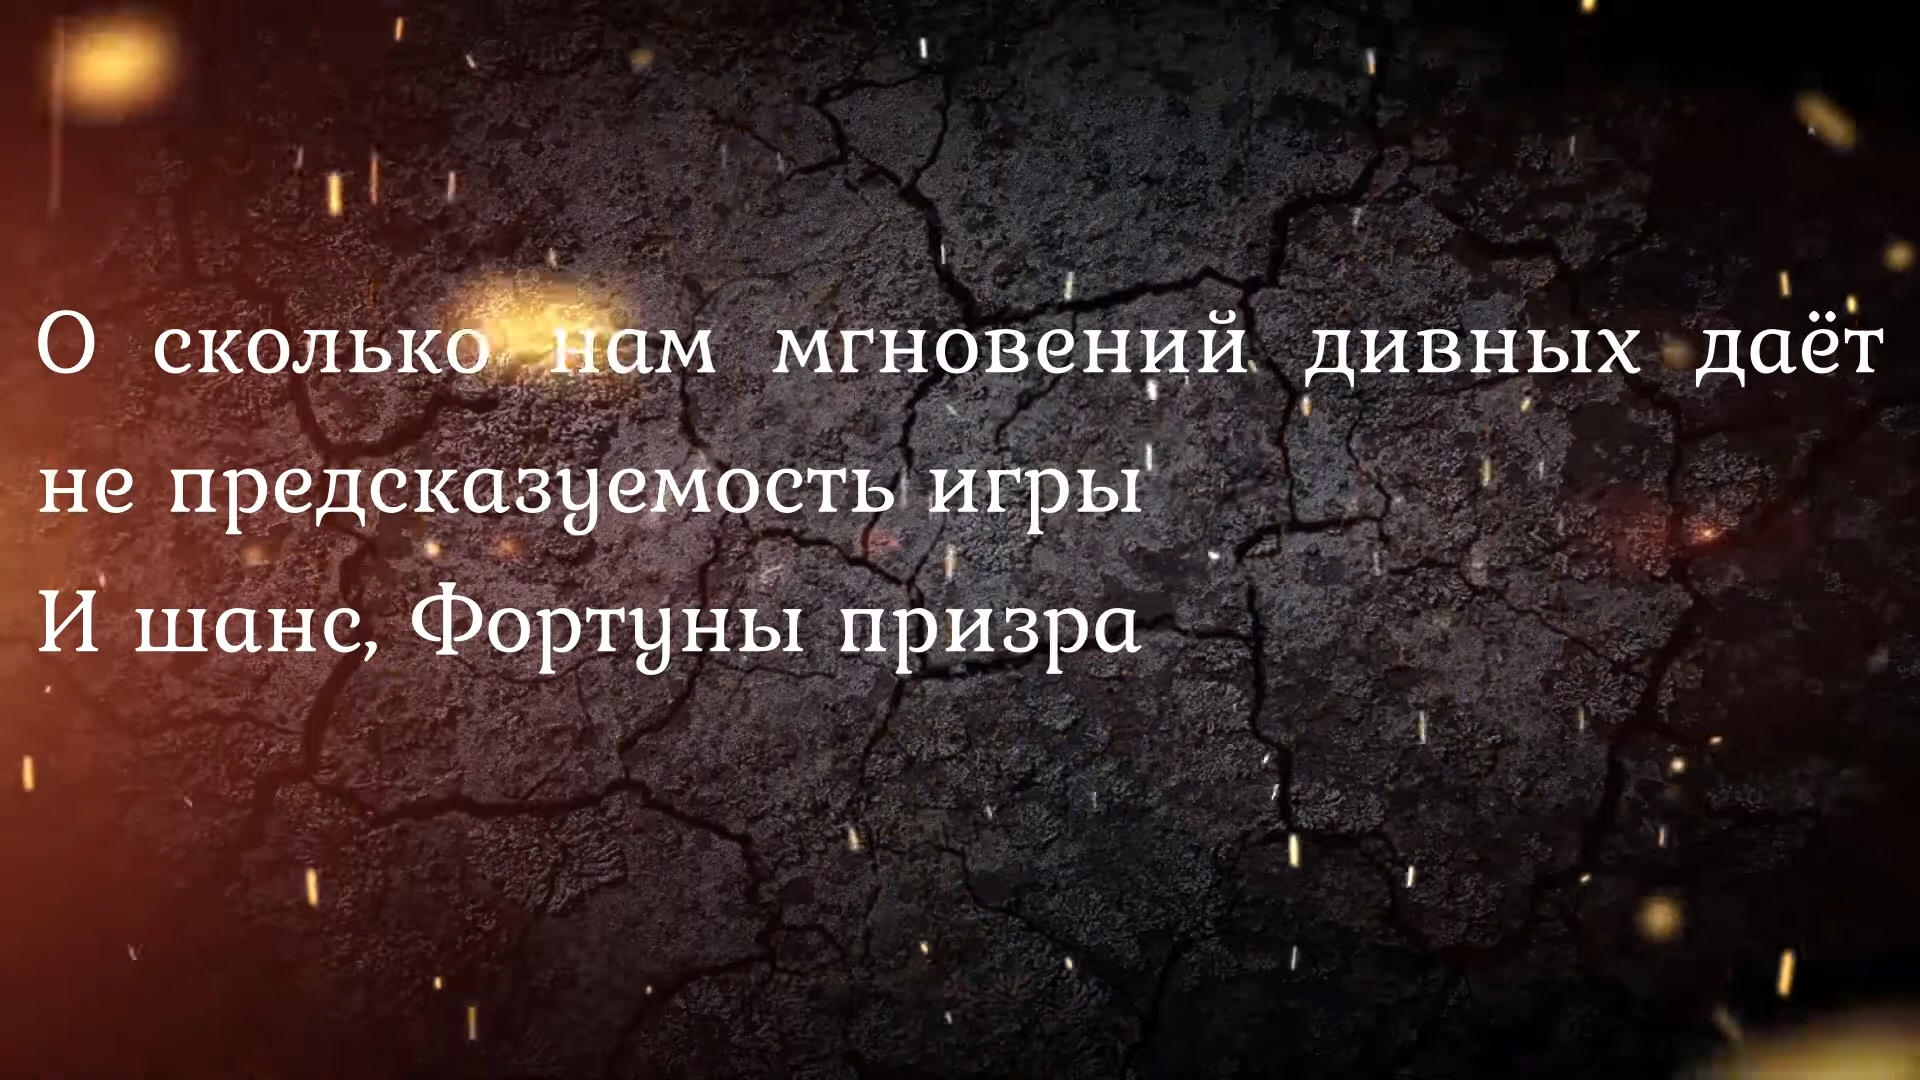 О сколько нам мгновений дивных даёт
не предсказуемость игры
И шанс, Фортуны призра